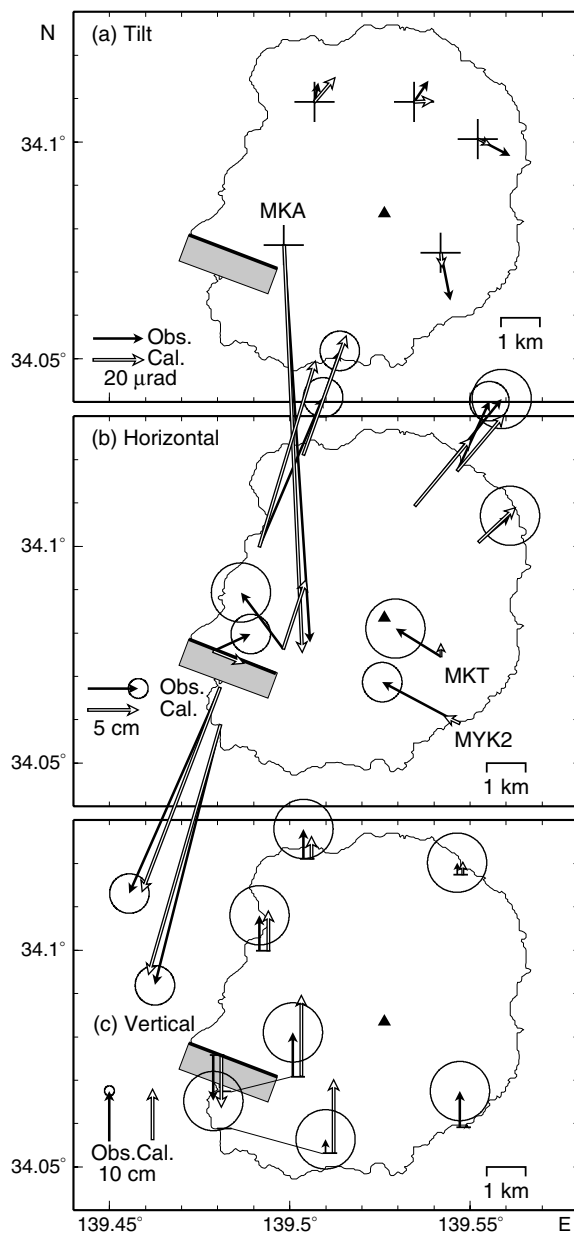 N
(a) Tilt
34.1°
MKA
Obs.
Cal.
20 μrad
1 km
34.05°
(b) Horizontal
34.1°
MKT
Obs.
Cal.
5 cm
MYK2
1 km
34.05°
34.1°
(c) Vertical
Obs.Cal.
10 cm
1 km
34.05°
139.45° 139.5° 139.55° E